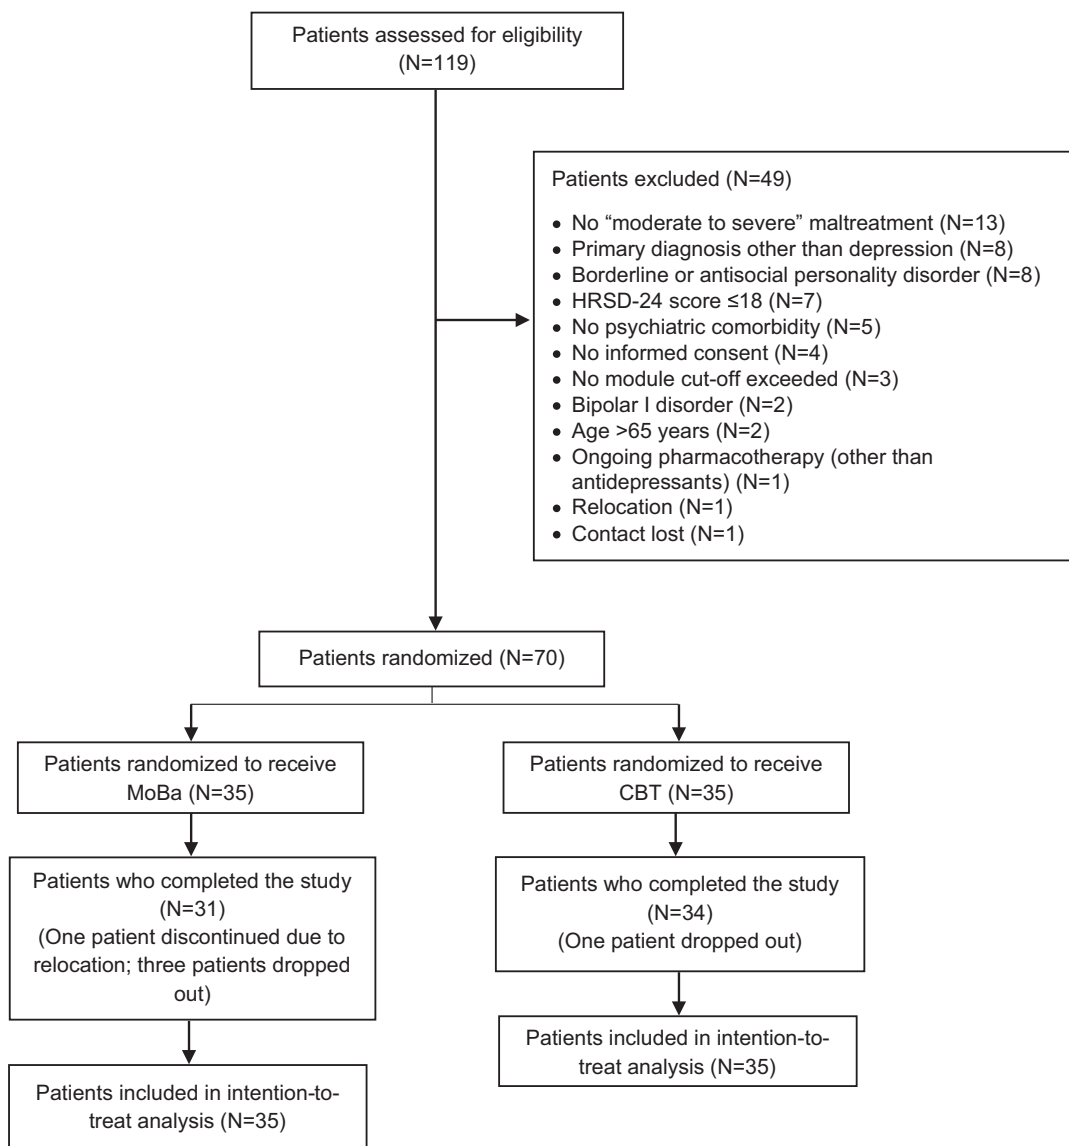 Patients assessed for eligibility
(N=119)
Patients excluded (N=49)
• No “moderate to severe” maltreatment (N=13)
• Primary diagnosis other than depression (N=8)
• Borderline or antisocial personality disorder (N=8)
• HRSD-24 score ≤18 (N=7)
• No psychiatric comorbidity (N=5)
• No informed consent (N=4)
• No module cut-off exceeded (N=3)
• Bipolar I disorder (N=2)
• Age >65 years (N=2)
• Ongoing pharmacotherapy (other than
antidepressants) (N=1)
• Relocation (N=1)
• Contact lost (N=1)
Patients randomized (N=70)
Patients randomized to receive
MoBa (N=35)
Patients randomized to receive
CBT (N=35)
Patients who completed the study
(N=31)
(One patient discontinued due to
relocation; three patients dropped
out)
Patients who completed the study
(N=34)
(One patient dropped out)
Patients included in intention-to-
treat analysis (N=35)
Patients included in intention-to-
treat analysis (N=35)